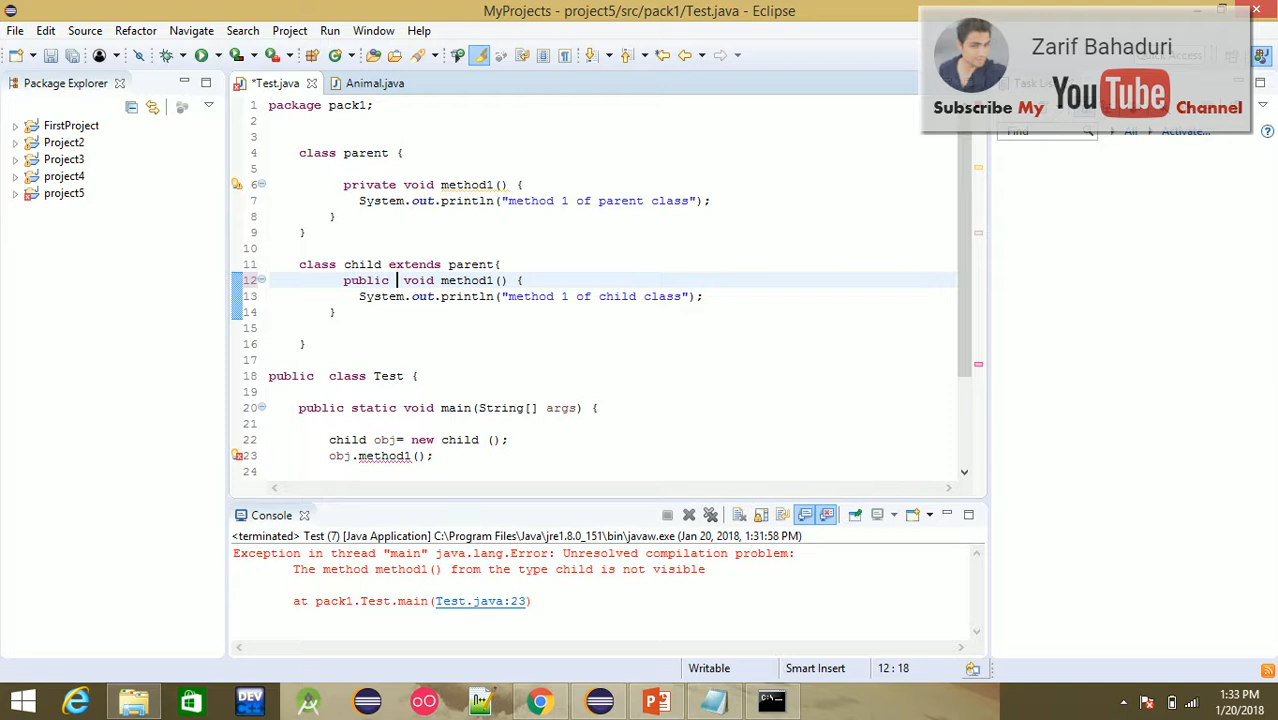 MyProjects - project5/src/pack1/Test.java - Eclipse
File Edit Source Refactor Navigate Search Project Run Window Help
Zarif Bahaduri
Subscribe My YouTube Channel
Quick Access
Package Explorer
*Test.java
Animal.java
Task List
Find
All
Activate...
FirstProject
Project2
Project3
project4
project5
1 package pack1;
2
3
4 class parent {
5
6 private void method1() {
7 System.out.println("method 1 of parent class");
8 }
9 }
10
11 class child extends parent{
12 public void method1() {
13 System.out.println("method 1 of child class");
14 }
15
16 }
17
18 public class Test {
19
20 public static void main(String[] args) {
21
22 child obj= new child ();
23 obj.method1();
24
Console
<terminated> Test (7) [Java Application] C:\Program Files\Java\jre1.8.0_151\bin\javaw.exe (Jan 20, 2018, 1:31:58 PM)
Exception in thread "main" java.lang.Error: Unresolved compilation problem:
The method method1() from the type child is not visible
at pack1.Test.main(Test.java:23)
Writable
Smart Insert
12 : 18
DEV
1:33 PM
1/20/2018